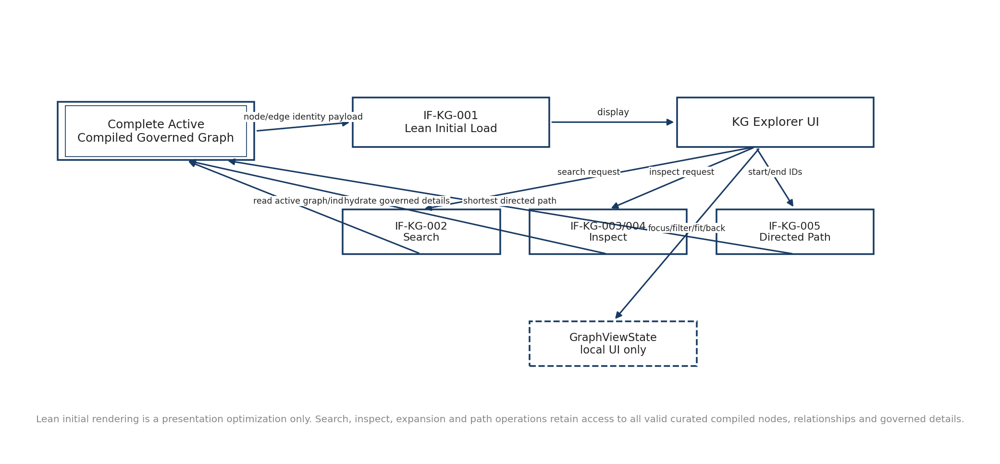 node/edge identity payload
display
Complete Active
Compiled Governed Graph
IF-KG-001
Lean Initial Load
KG Explorer UI
search request
inspect request
start/end IDs
read active graph/ind
hydrate governed details
shortest directed path
IF-KG-002
Search
IF-KG-003/004
Inspect
focus/filter/fit/back
IF-KG-005
Directed Path
GraphViewState
local UI only
Lean initial rendering is a presentation optimization only. Search, inspect, expansion and path operations retain access to all valid curated compiled nodes, relationships and governed details.